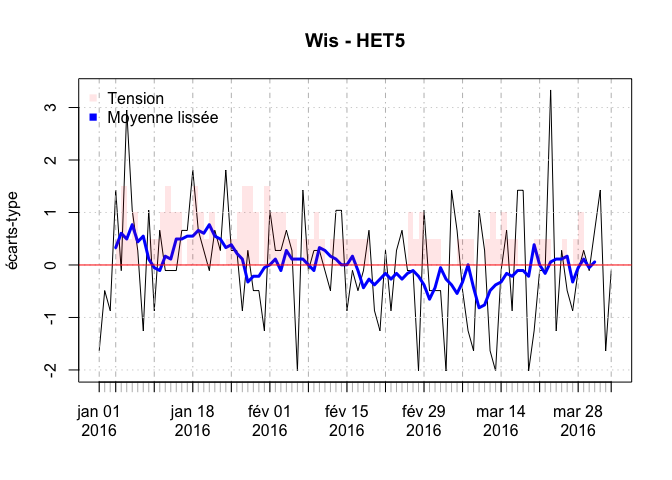 Wis - HET5
Tension
Moyenne lissée
écarts-type
3
2
1
0
-1
-2
jan 01 jan 18 fév 01 fév 15 fév 29 mar 14 mar 28
2016 2016 2016 2016 2016 2016 2016